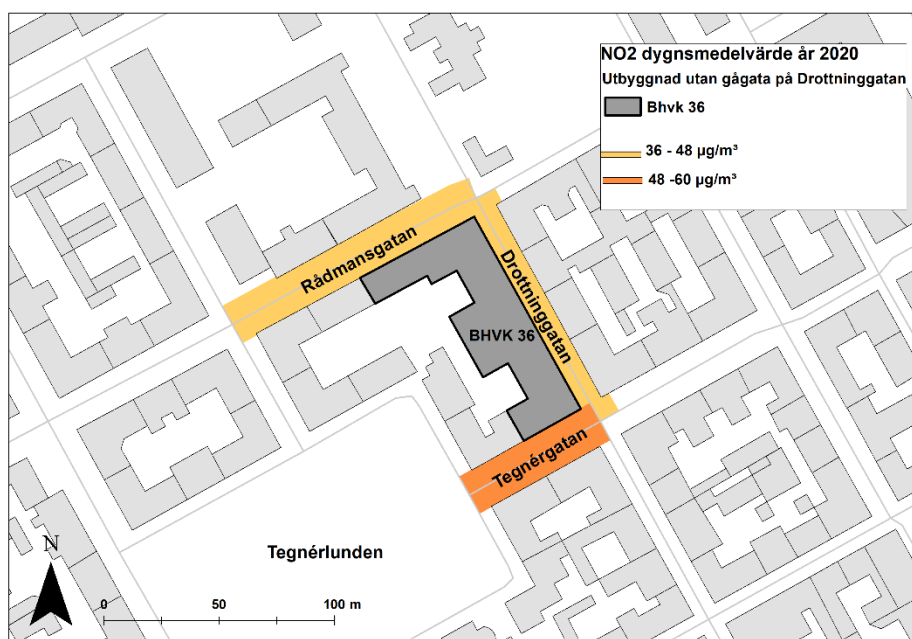 NO2 dygnsmedelvärde år 2020
Utbyggnad utan gågata på Drottninggatan
Bhvk 36
36 - 48 µg/m³
48 -60 µg/m³
Rådmansgatan
Drottninggatan
BHVK 36
Tegnérgatan
Tegnérlunden
N
0 50 100 m